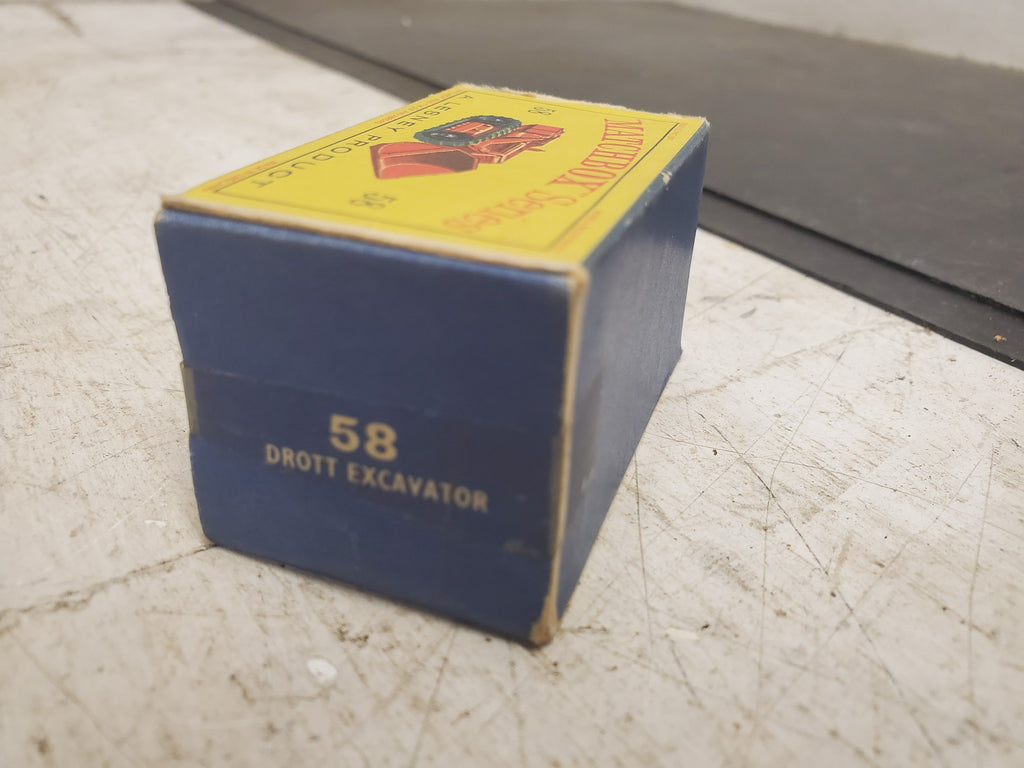 "MATCHBOX" Series
58
58
A LESNEY PRODUCT
58
DROTT EXCAVATOR